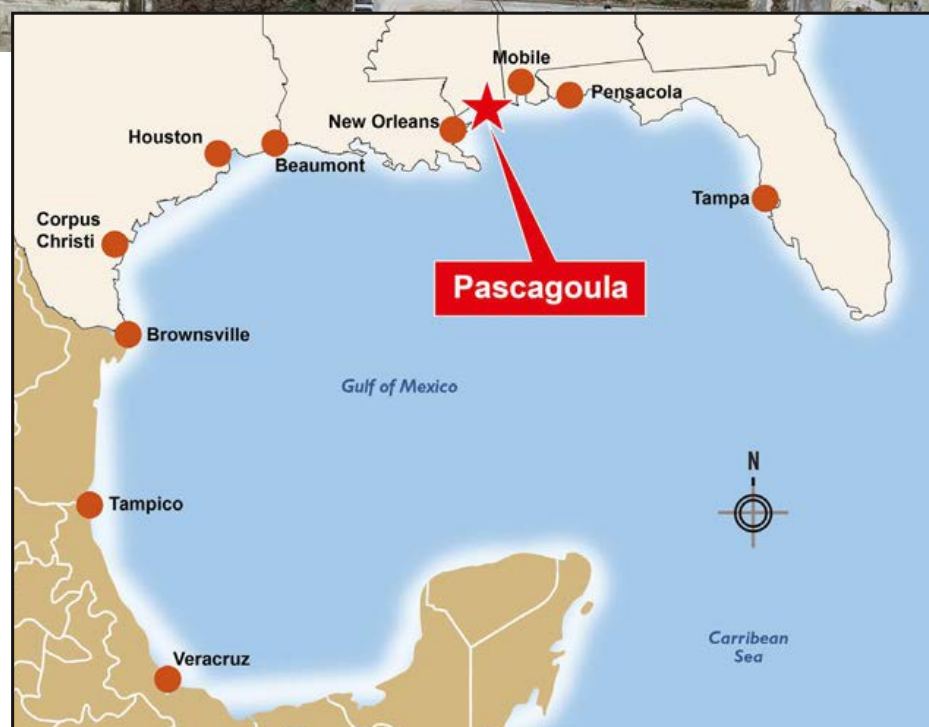 Mobile
Pensacola
New Orleans
Houston
Beaumont
Tampa
Corpus
Christi
Pascagoula
Brownsville
Gulf of Mexico
N
Tampico
Carribean
Sea
Veracruz